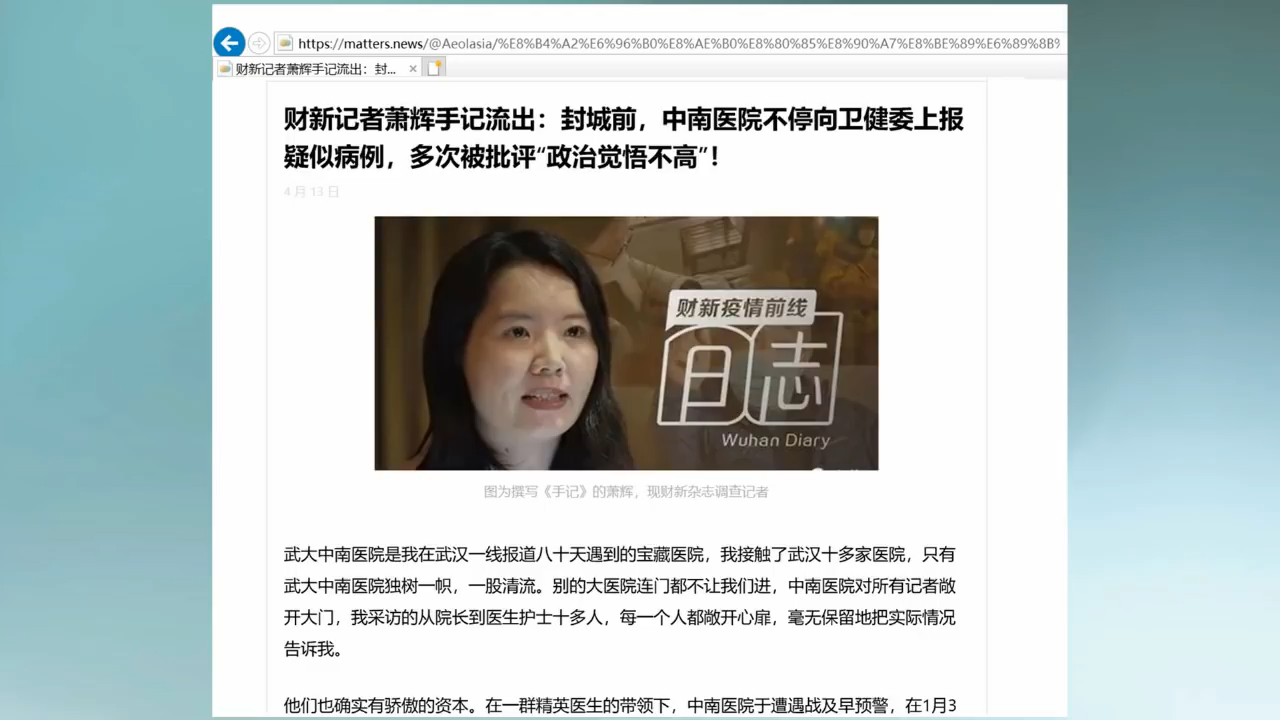 https://matters.news/@Aeolasia/%E8%B4%A2%E6%96%B0%E8%AE%B0%E8%80%85%E8%90%A7%E8%BE%89%E6%89%8B%9
财新记者萧辉手记流出：封...
财新记者萧辉手记流出：封城前，中南医院不停向卫健委上报
疑似病例，多次被批评“政治觉悟不高”！
4 月 13 日
财新疫情前线
日志
Wuhan Diary
图为撰写《手记》的萧辉，现财新杂志调查记者
武大中南医院是我在武汉一线报道八十天遇到的宝藏医院，我接触了武汉十多家医院，只有
武大中南医院独树一帜，一股清流。别的大医院连门都不让我们进，中南医院对所有记者敞
开大门，我采访的从院长到医生护士十多人，每一个人都敞开心扉，毫无保留地把实际情况
告诉我。
他们也确实有骄傲的资本。在一群精英医生的带领下，中南医院于遭遇战及早预警，在1月3